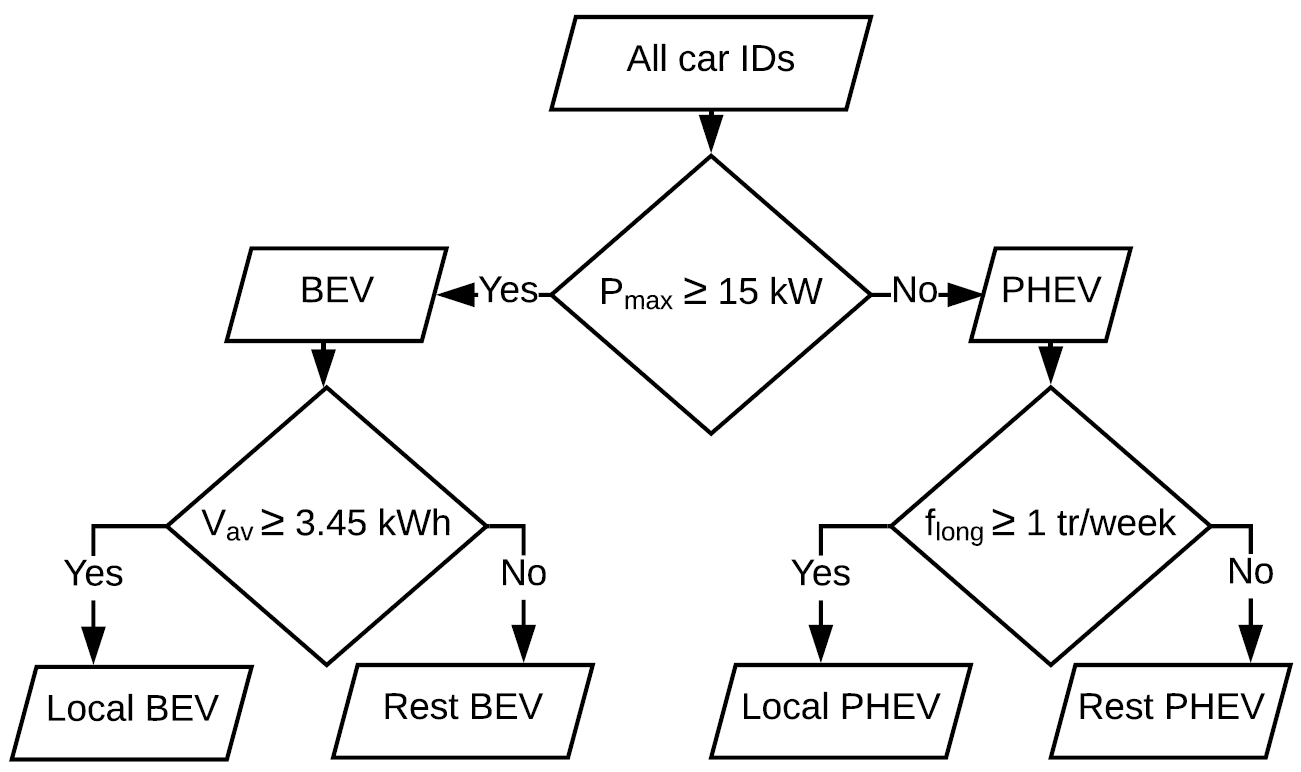 All car IDs
BEV
Yes
Pmax ≥ 15 kW
No
PHEV
Vav ≥ 3.45 kWh
flong ≥ 1 tr/week
Yes
No
Yes
No
Local BEV
Rest BEV
Local PHEV
Rest PHEV